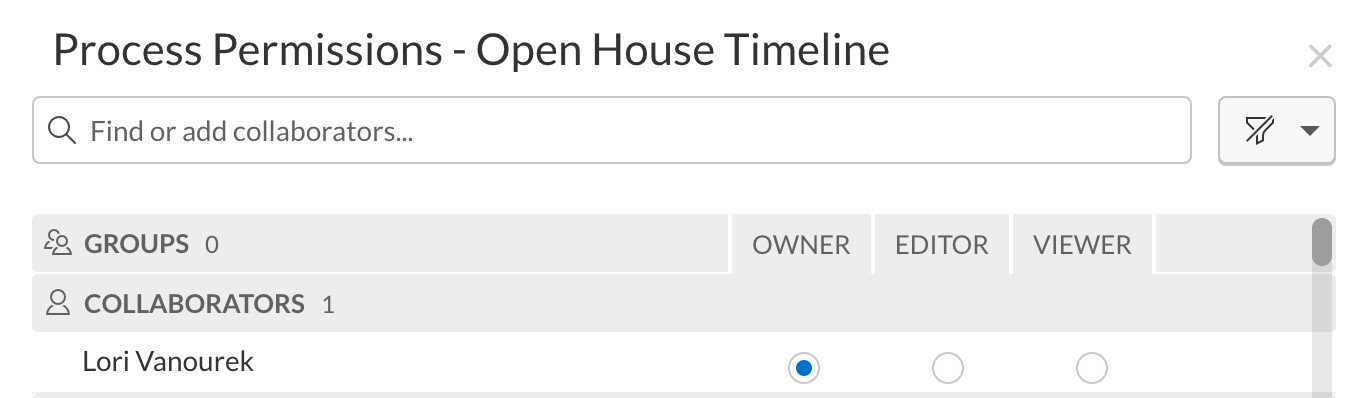 Process Permissions - Open House Timeline
Find or add collaborators...
GROUPS 0 OWNER EDITOR VIEWER
COLLABORATORS 1
Lori Vanourek